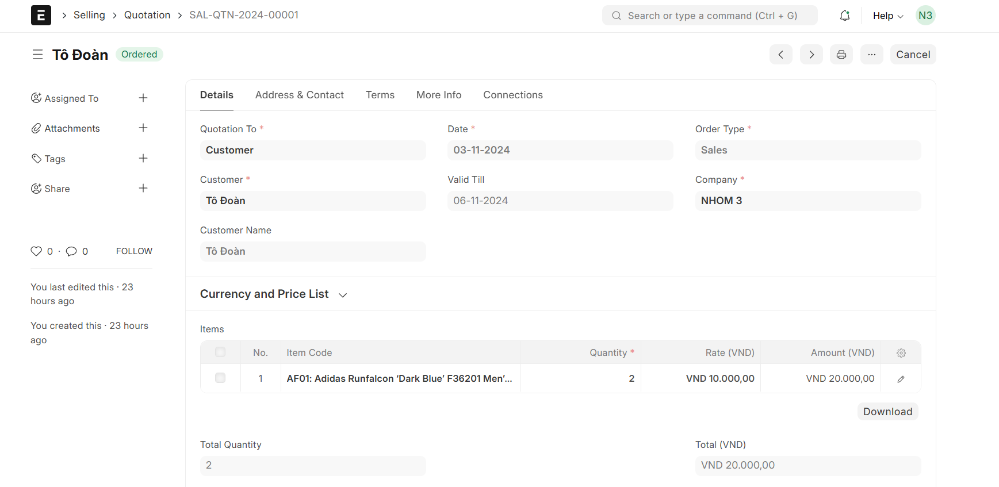 E
Selling
Quotation
SAL-QTN-2024-00001
Search or type a command (Ctrl + G)
Help
N3
Tô Đoàn
Ordered
Cancel
Assigned To
Attachments
Tags
Share
0 · 0
FOLLOW
You last edited this · 23
hours ago
You created this · 23 hours
ago
Details
Address & Contact
Terms
More Info
Connections
Quotation To *
Customer
Date *
03-11-2024
Order Type *
Sales
Customer *
Tô Đoàn
Valid Till
06-11-2024
Company *
NHOM 3
Customer Name
Tô Đoàn
Currency and Price List
Items
No. Item Code Quantity * Rate (VND) Amount (VND)
1 AF01: Adidas Runfalcon ‘Dark Blue’ F36201 Men’... 2 VND 10.000,00 VND 20.000,00
Download
Total Quantity
2
Total (VND)
VND 20.000,00